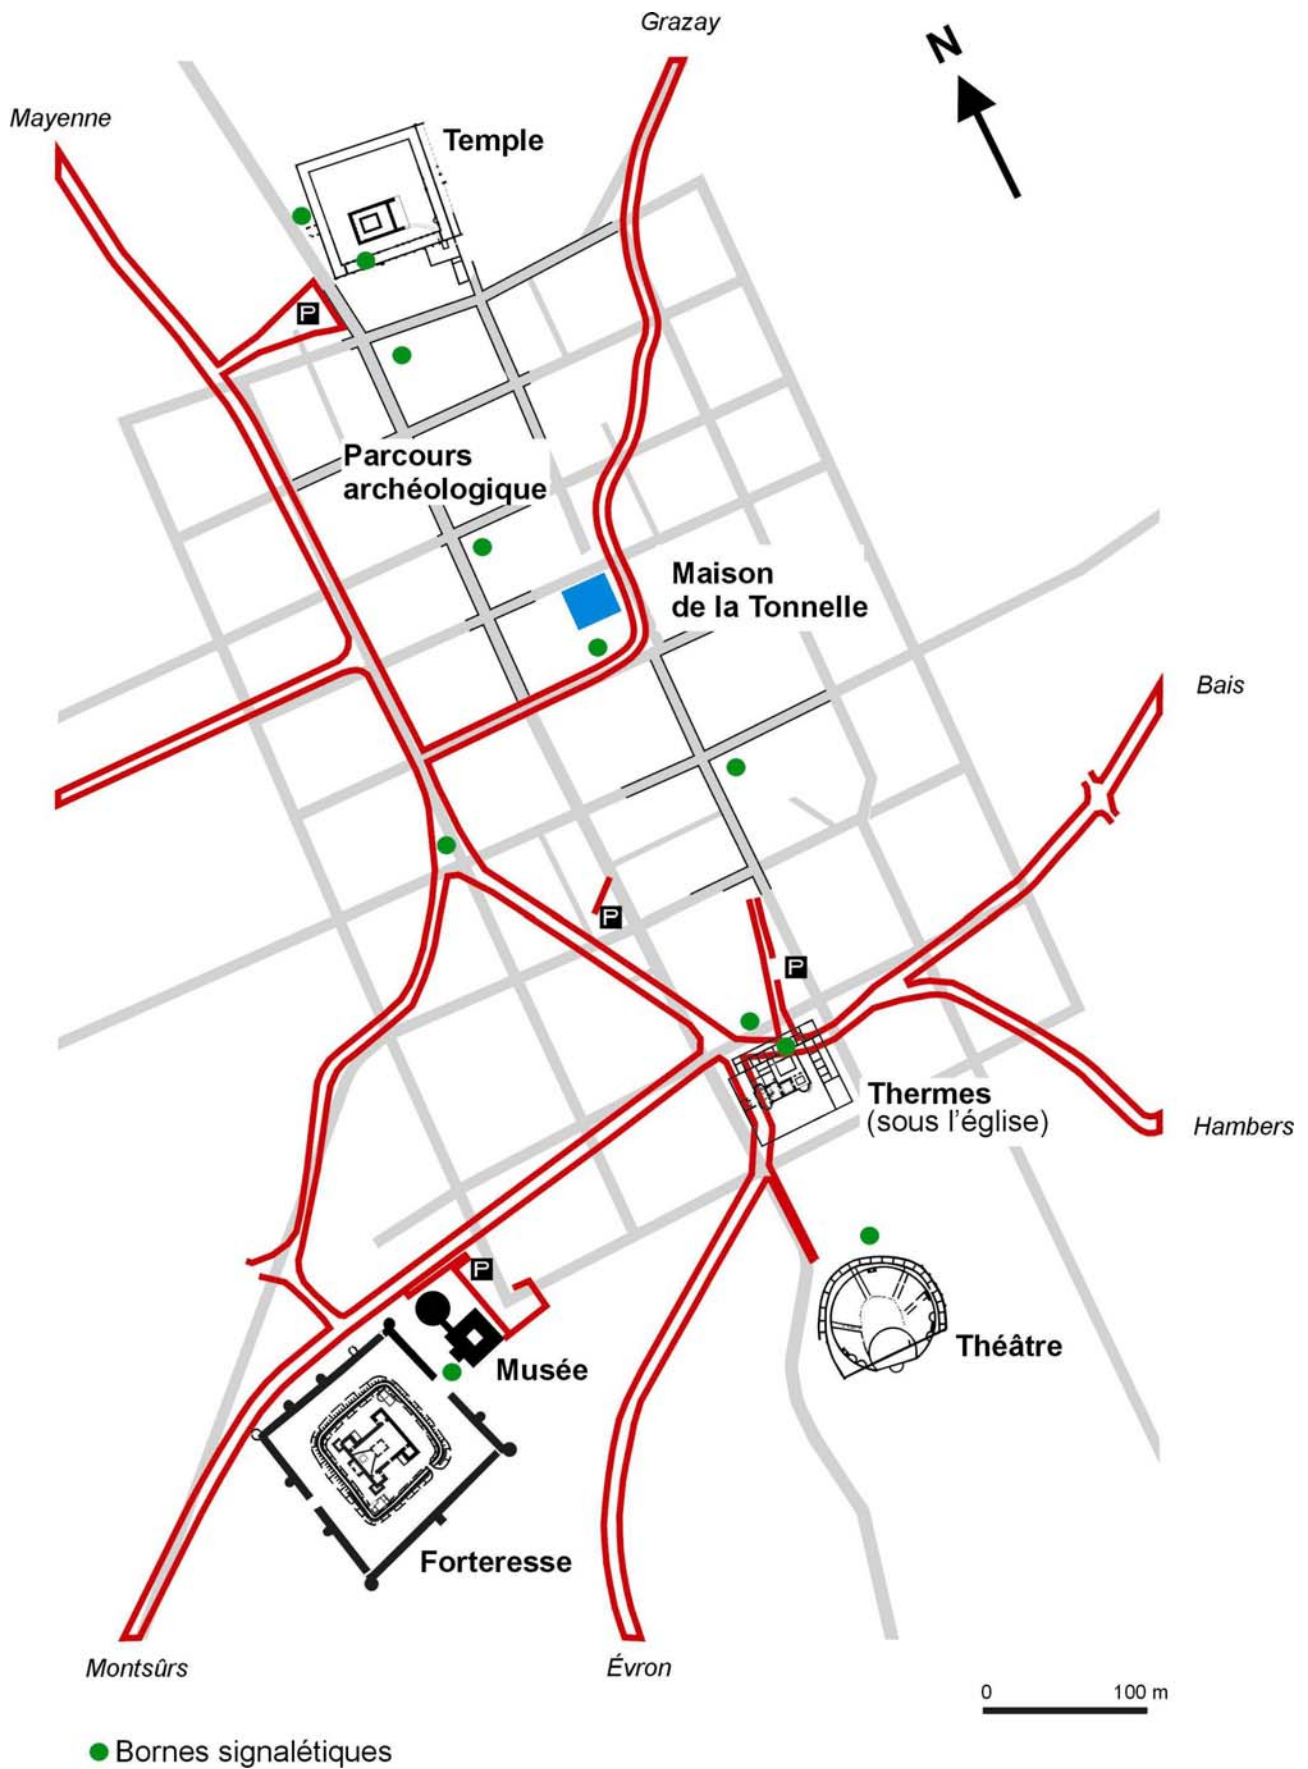 Grazay
N
Mayenne
Temple
P
Parcours
archéologique
Maison
de la Tonnelle
Bais
P
P
Thermes
(sous l'église)
Hambers
P
Musée
Théâtre
Forteresse
Montsûrs
Évron
0 100 m
Bornes signalétiques